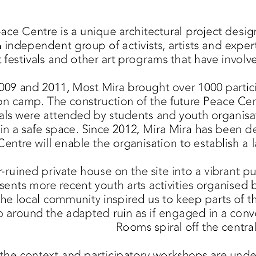 ace Centre is a unique architectural project design
independent group of activists, artists and expert
festivals and other art programs that have involve
009 and 2011, Most Mira brought over 1000 partici
on camp. The construction of the future Peace Cen
als were attended by students and youth organisa
in a safe space. Since 2012, Mira Mira has been de
Centre will enable the organisation to establish a la
r-ruined private house on the site into a vibrant pu
sents more recent youth arts activities organised b
he local community inspired us to keep parts of th
o around the adapted ruin as if engaged in a conv
Rooms spiral off the central
the context and participatory workshops are under